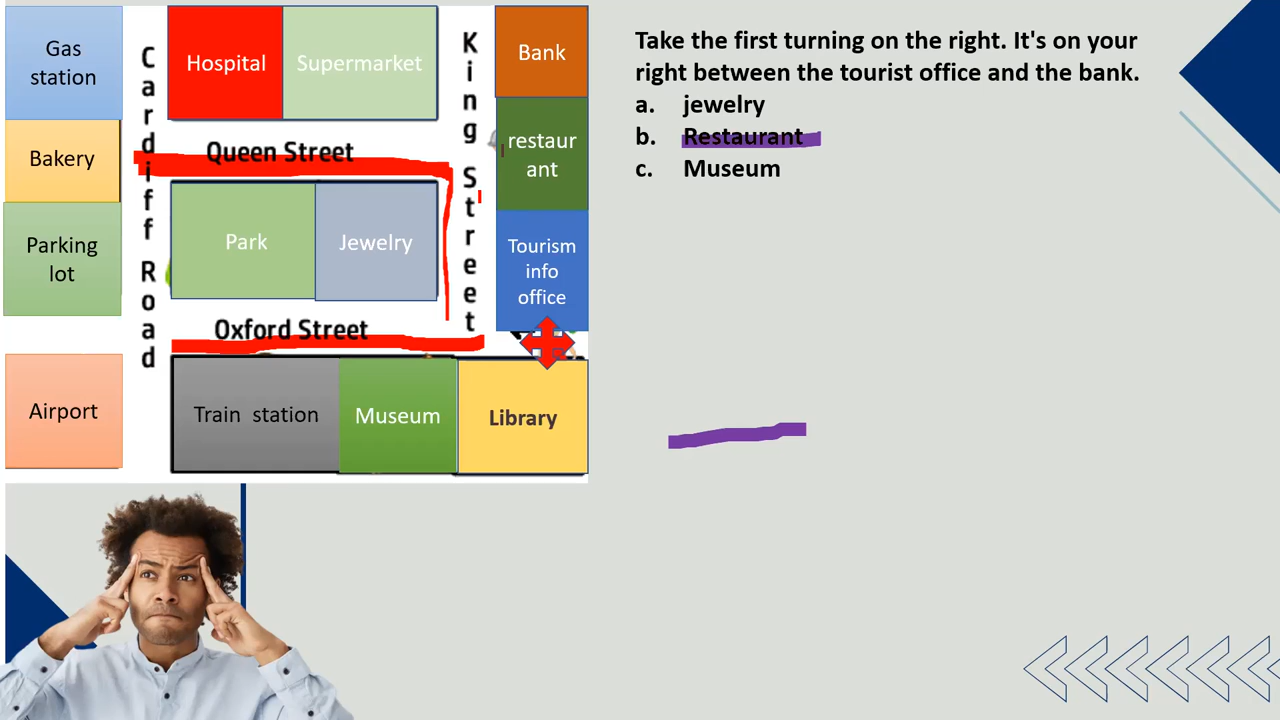 Gas
station
Bakery
Parking
lot
Airport
Cardiff Road
Hospital
Supermarket
Queen Street
Park
Jewelry
Oxford Street
Train station
Museum
Library
King Street
Bank
restaur
ant
Tourism
info
office
Take the first turning on the right. It's on your
right between the tourist office and the bank.
a. jewelry
b. Restaurant
c. Museum